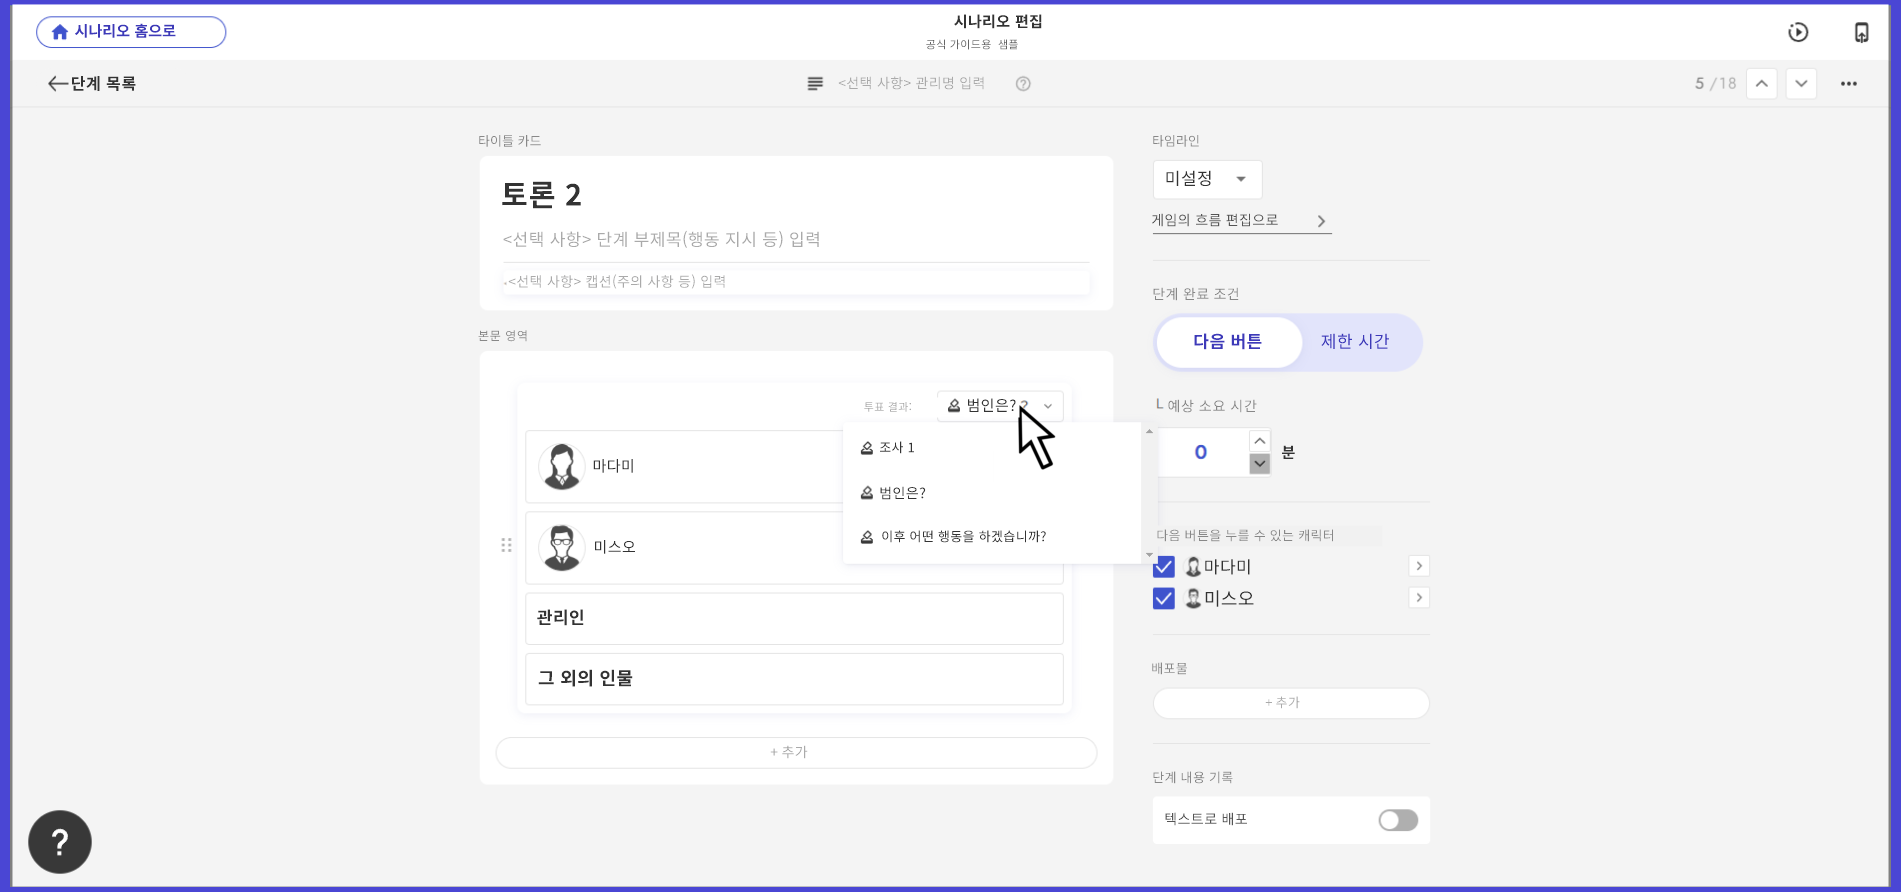 시나리오 홈으로
시나리오 편집
공식 가이드용 샘플
단계 목록
<선택 사항> 관리명 입력
5 /18
타이틀 카드
토론 2
<선택 사항> 단계 부제목(행동 지시 등) 입력
<선택 사항> 캡션(주의 사항 등) 입력
본문 영역
투표 결과:
범인은?
조사 1
범인은?
이후 어떤 행동을 하겠습니까?
마다미
미스오
관리인
그 외의 인물
+ 추가
타임라인
미설정
게임의 흐름 편집으로
단계 완료 조건
다음 버튼
제한 시간
└ 예상 소요 시간
0
분
다음 버튼을 누를 수 있는 캐릭터
마다미
미스오
배포물
+ 추가
단계 내용 기록
텍스트로 배포
?